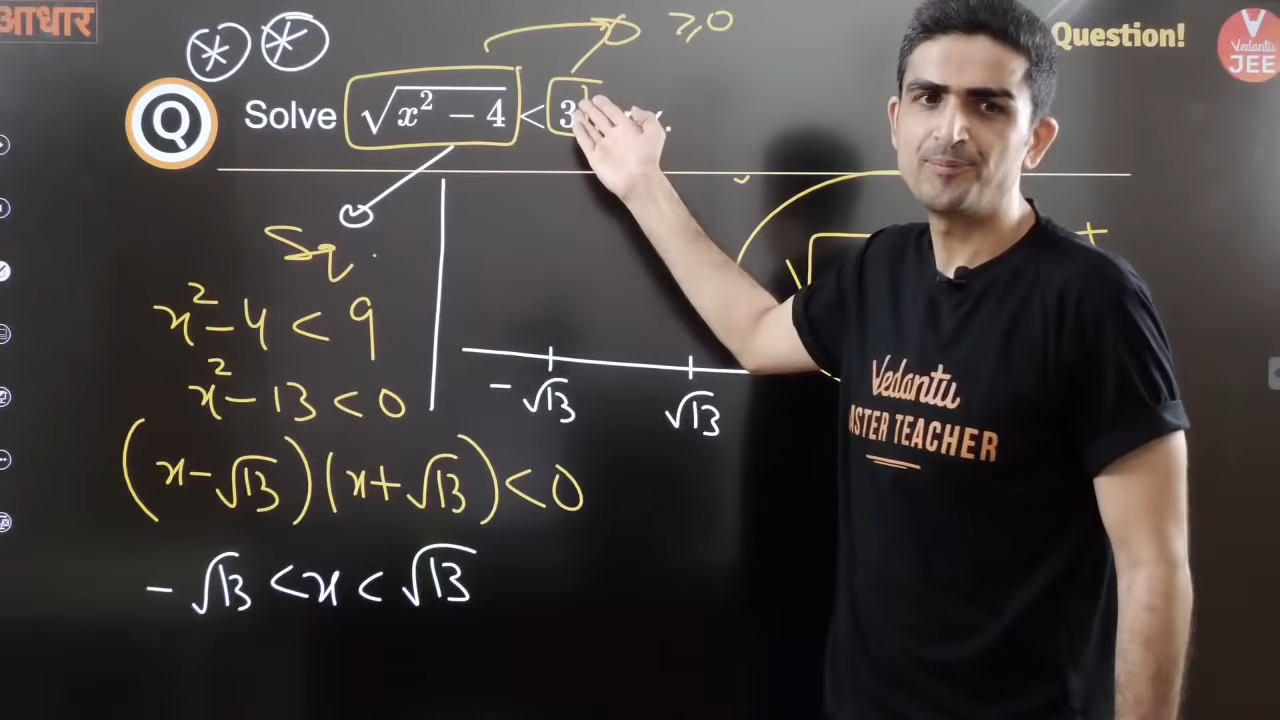 आधार
Question!
Vedantu
JEE
≥0
Q Solve √(x² − 4) < 3
Sq.
x² − 4 < 9
x² − 13 < 0
(x − √13)(x + √13) < 0
− √13 < x < √13
− √13 √13
+
Vedantu
ASTER TEACHER